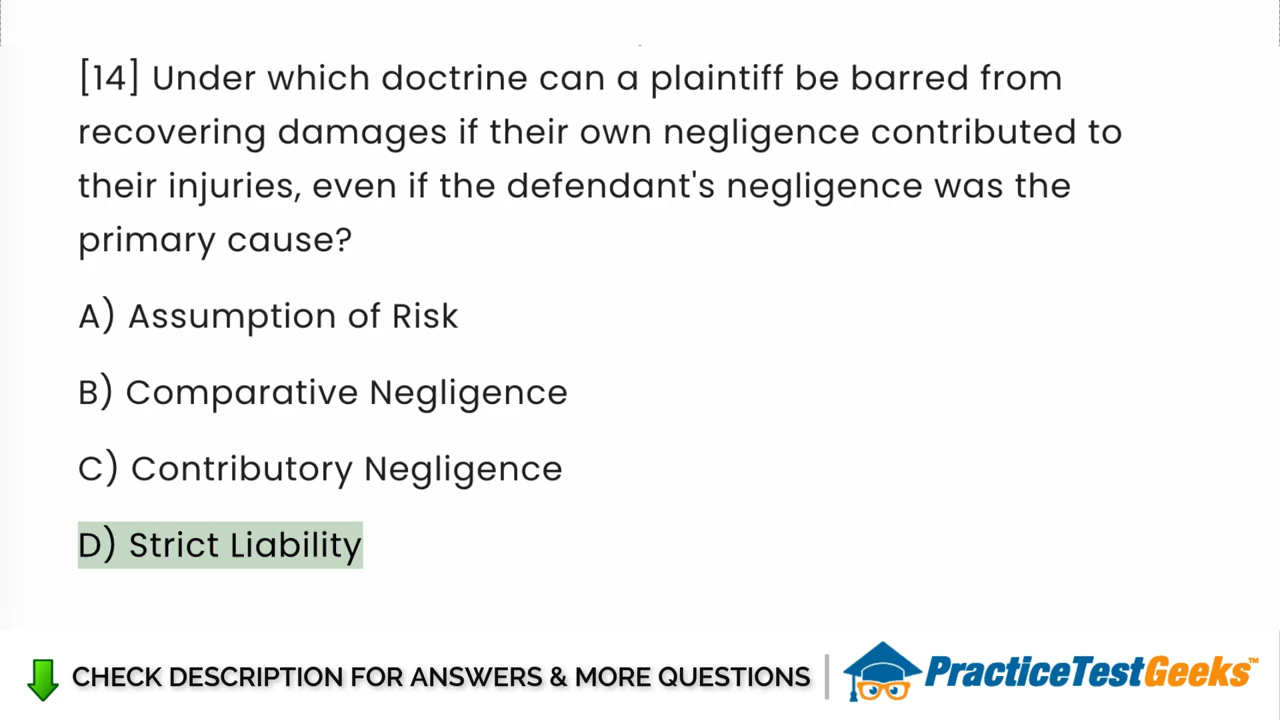 [14] Under which doctrine can a plaintiff be barred from
recovering damages if their own negligence contributed to
their injuries, even if the defendant's negligence was the
primary cause?
A) Assumption of Risk
B) Comparative Negligence
C) Contributory Negligence
D) Strict Liability
CHECK DESCRIPTION FOR ANSWERS & MORE QUESTIONS
PracticeTestGeeks™